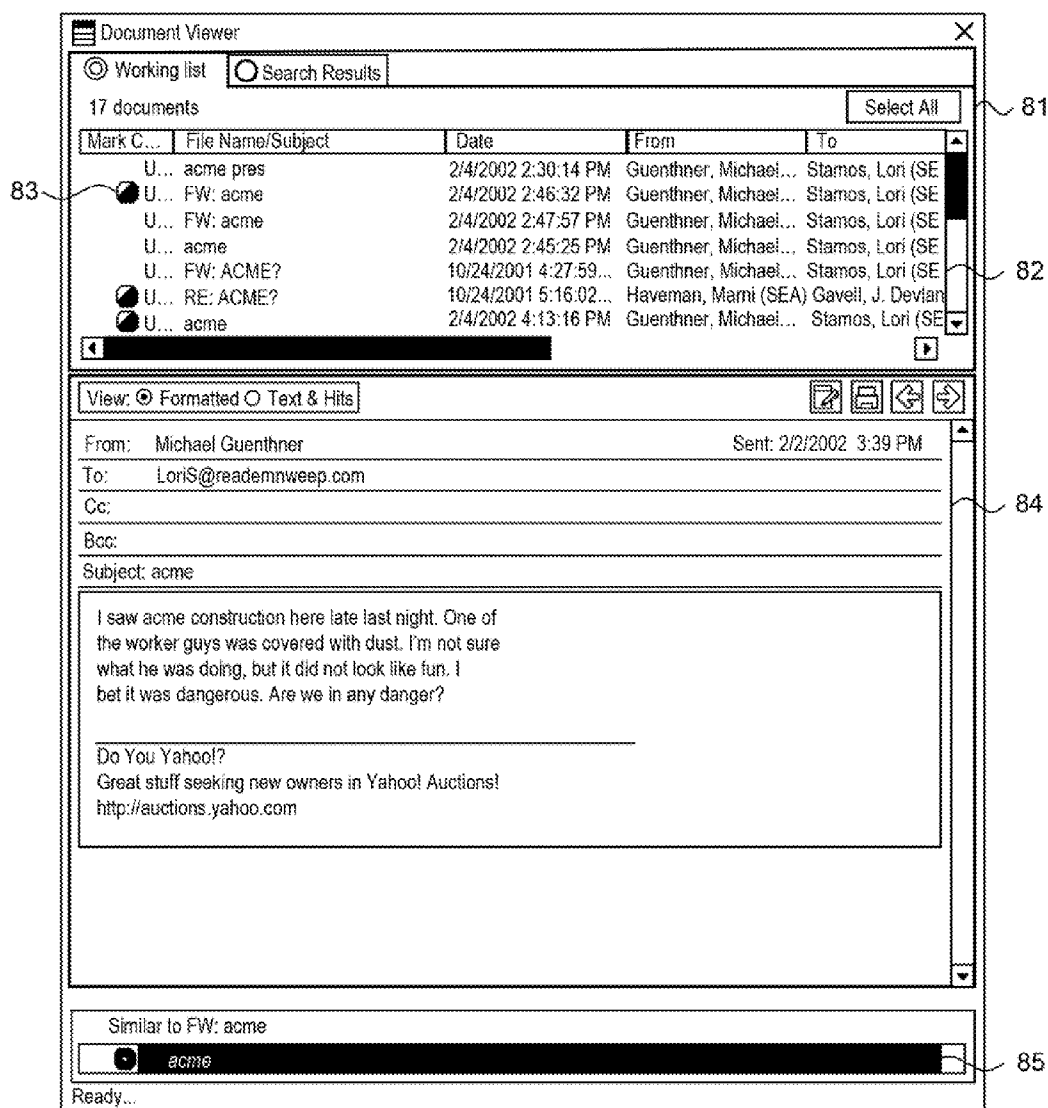 Document Viewer
Working list Search Results
17 documents Select All 81
Mark C... File Name/Subject Date From To
U... acme pres 2/4/2002 2:30:14 PM Guenthner, Michael... Stamos, Lori (SE
83 U... FW: acme 2/4/2002 2:46:32 PM Guenthner, Michael... Stamos, Lori (SE
U... FW: acme 2/4/2002 2:47:57 PM Guenthner, Michael... Stamos, Lori (SE
U... acme 2/4/2002 2:45:25 PM Guenthner, Michael... Stamos, Lori (SE
U... FW: ACME? 10/24/2001 4:27:59... Guenthner, Michael... Stamos, Lori (SE 82
U... RE: ACME? 10/24/2001 5:16:02... Haveman, Marni (SEA) Gavell, J. Devlan
U... acme 2/4/2002 4:13:16 PM Guenthner, Michael... Stamos, Lori (SE
View: Formatted Text & Hits
From: Michael Guenthner Sent: 2/2/2002 3:39 PM
To: LoriS@reademnweep.com
Cc: 84
Bcc:
Subject: acme
I saw acme construction here late last night. One of
the worker guys was covered with dust. I'm not sure
what he was doing, but it did not look like fun. I
bet it was dangerous. Are we in any danger?
Do You Yahoo!?
Great stuff seeking new owners in Yahoo! Auctions!
http://auctions.yahoo.com
Similar to FW: acme
acme 85
Ready...